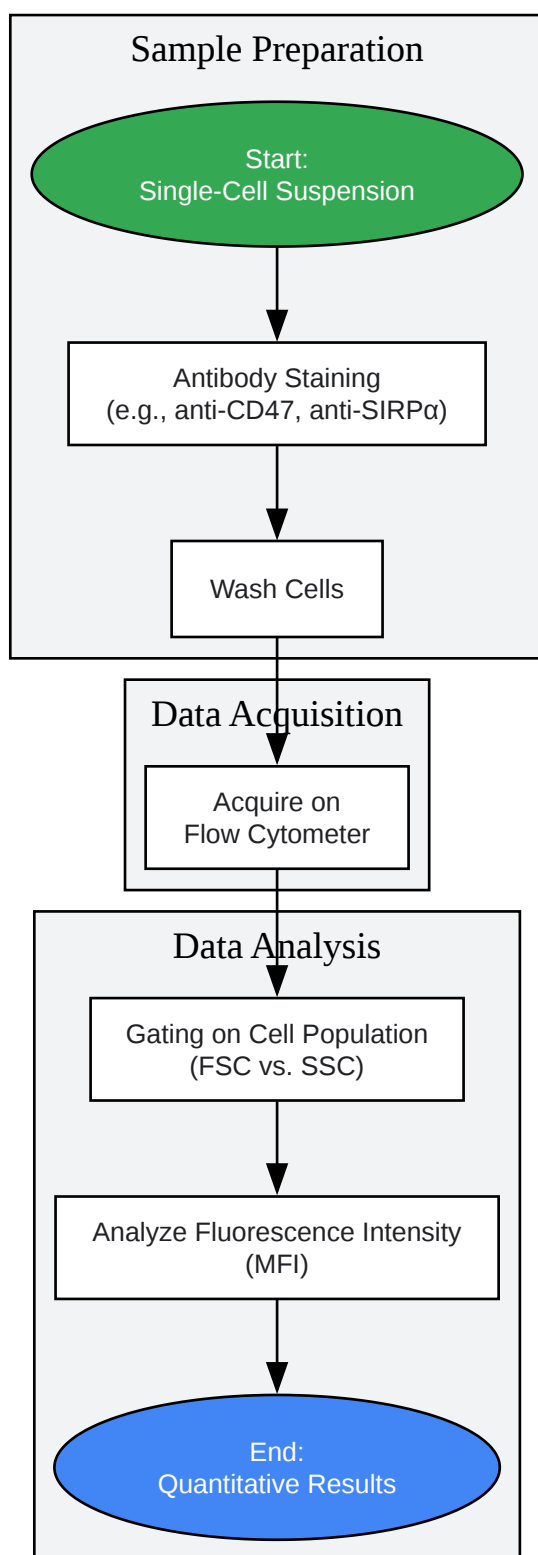 Sample Preparation
Start:
Single-Cell Suspension
Antibody Staining
(e.g., anti-CD47, anti-SIRPα)
Wash Cells
Data Acquisition
Acquire on
Flow Cytometer
Data Analysis
Gating on Cell Population
(FSC vs. SSC)
Analyze Fluorescence Intensity
(MFI)
End:
Quantitative Results